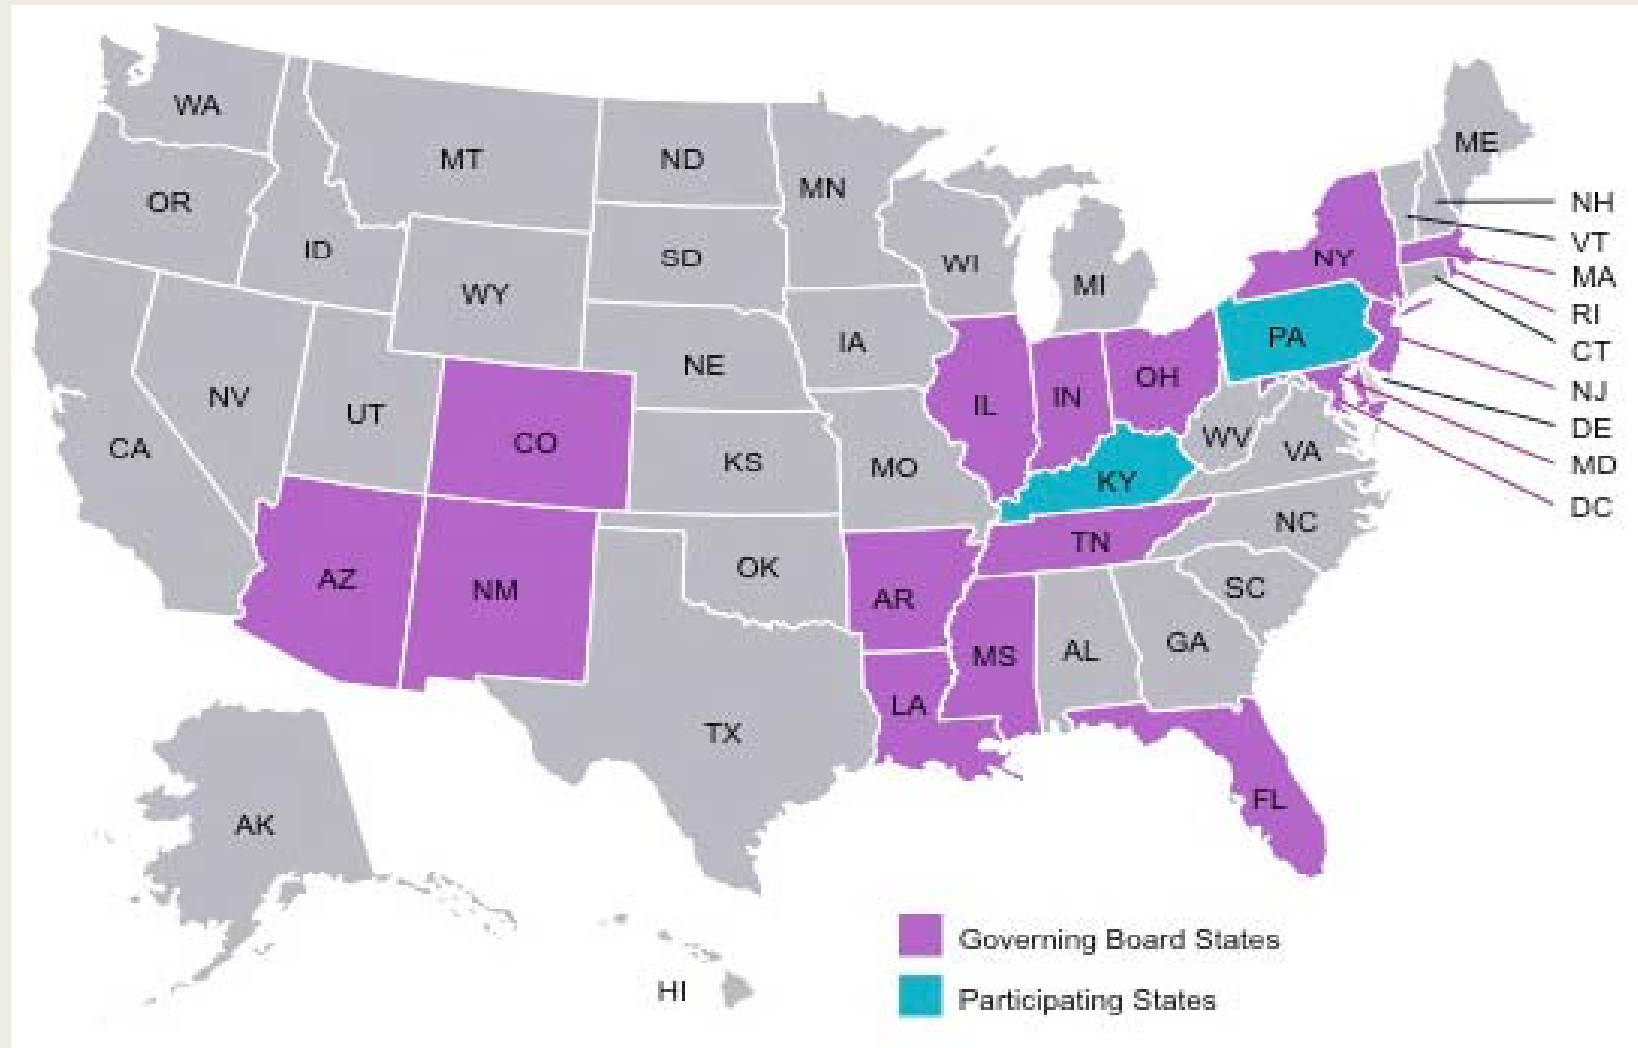 WA
MT
ND
MN
ME
OR
ID
SD
WI
MI
NH
VT
NY
MA
WY
RI
CT
IA
NE
PA
NJ
NV
UT
CO
IL
IN
OH
DE
CA
KS
MO
WV
VA
MD
KY
DC
AZ
NM
OK
AR
TN
NC
SC
MS
AL
GA
LA
TX
FL
AK
HI
Governing Board States
Participating States